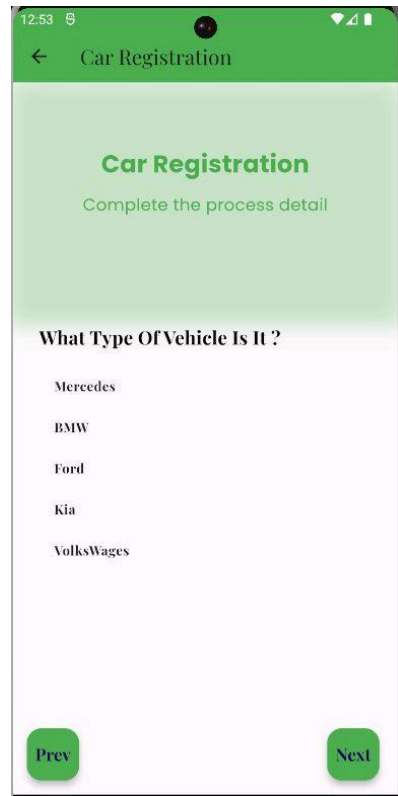 12:53
Car Registration
Car Registration
Complete the process detail
What Type Of Vehicle Is It ?
Mercedes
BMW
Ford
Kia
VolksWages
Prev
Next